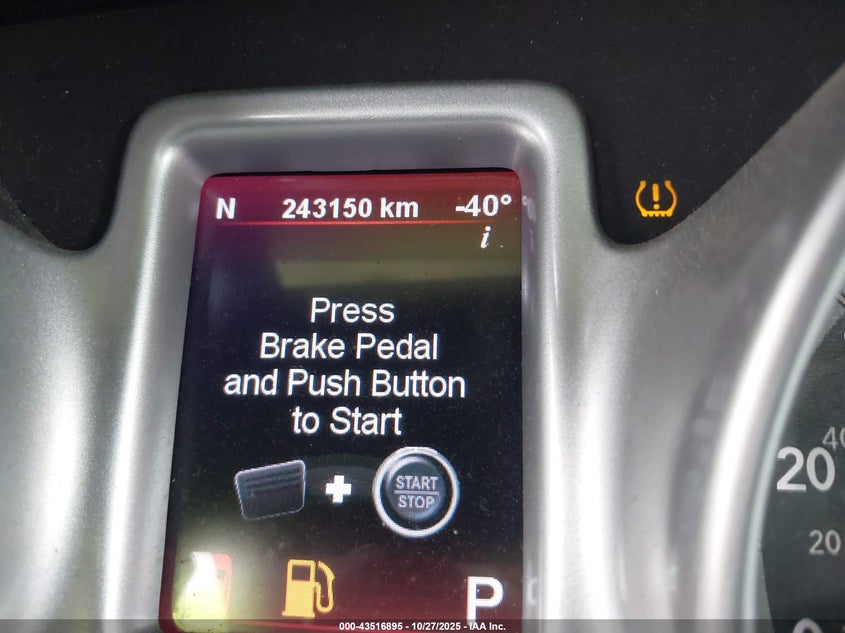 N 243150 km -40°
i
Press
Brake Pedal
and Push Button
to Start
START
STOP
P
40
20
20
000-43516895 - 10/27/2025 - IAA Inc.